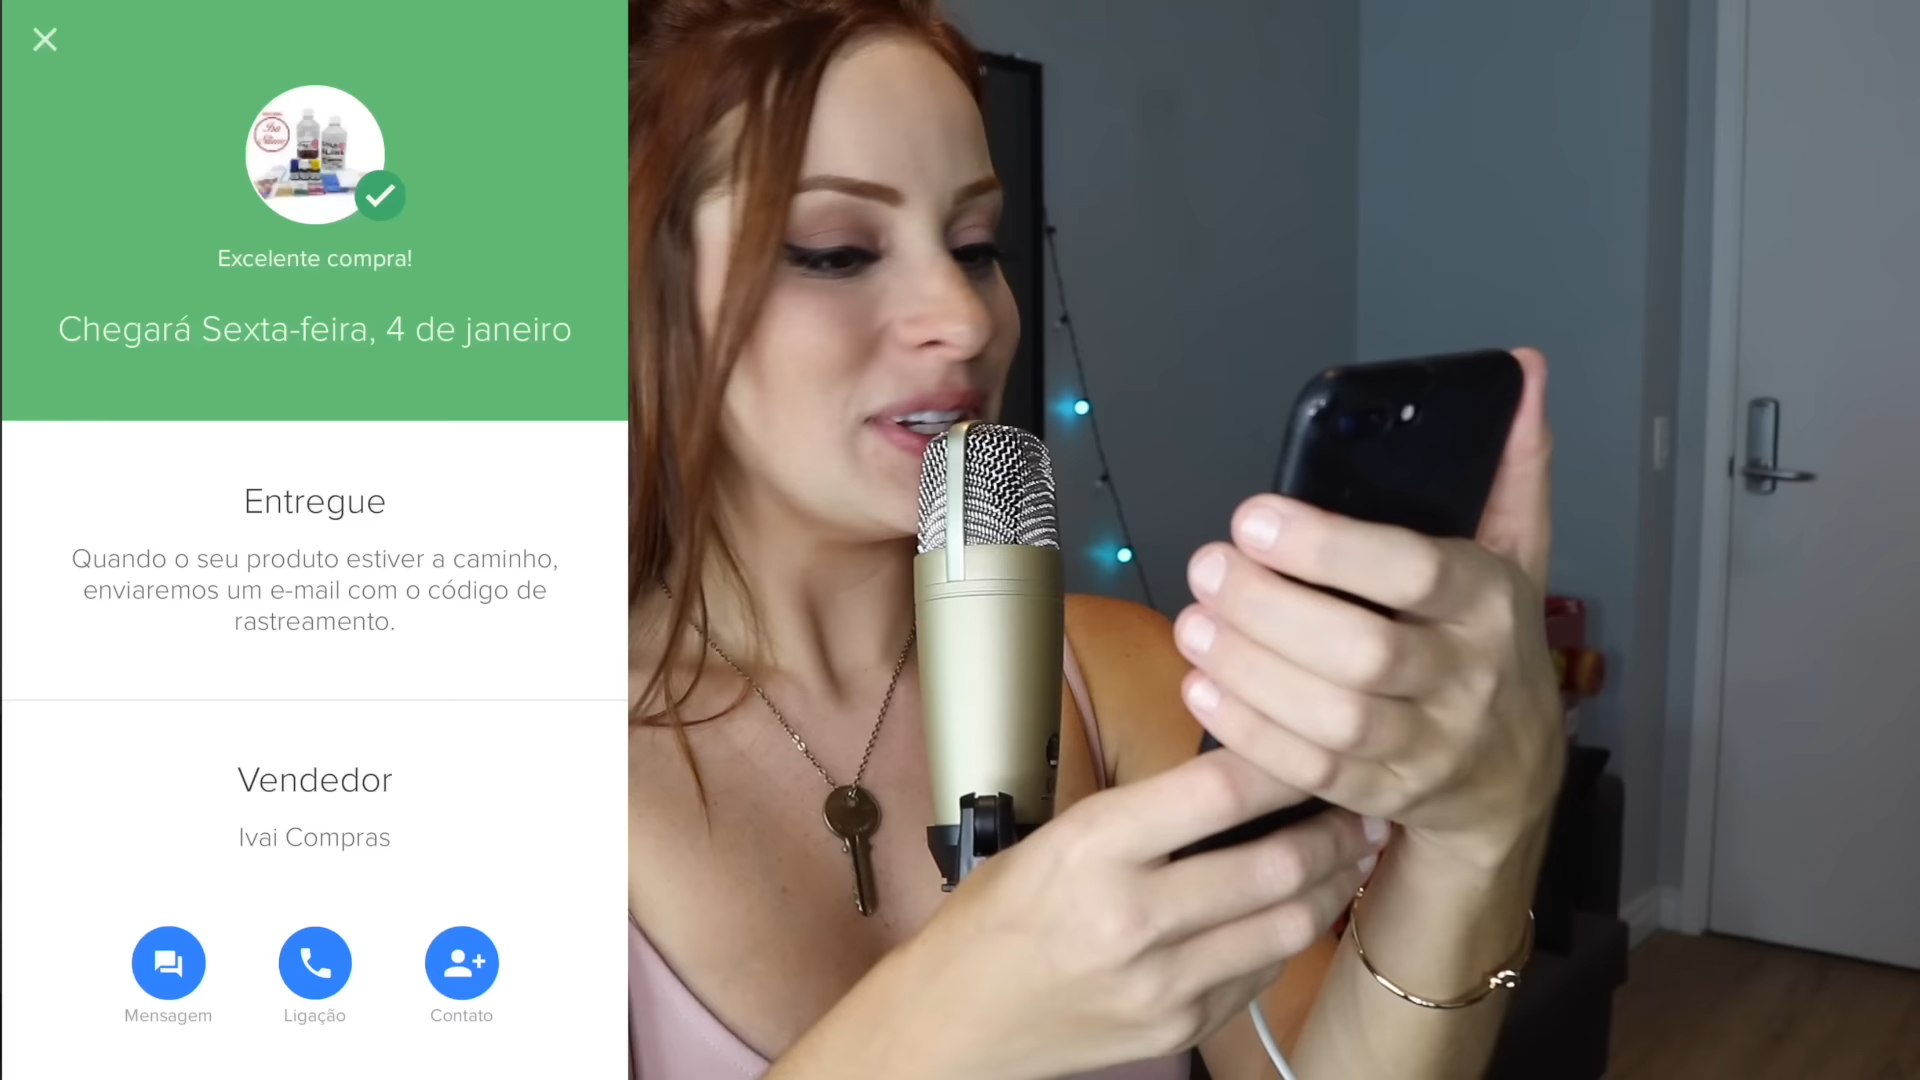 Excelente compra!
Chegará Sexta-feira, 4 de janeiro
Entregue
Quando o seu produto estiver a caminho,
enviaremos um e-mail com o código de
rastreamento.
Vendedor
Ivai Compras
Mensagem
Ligação
Contato